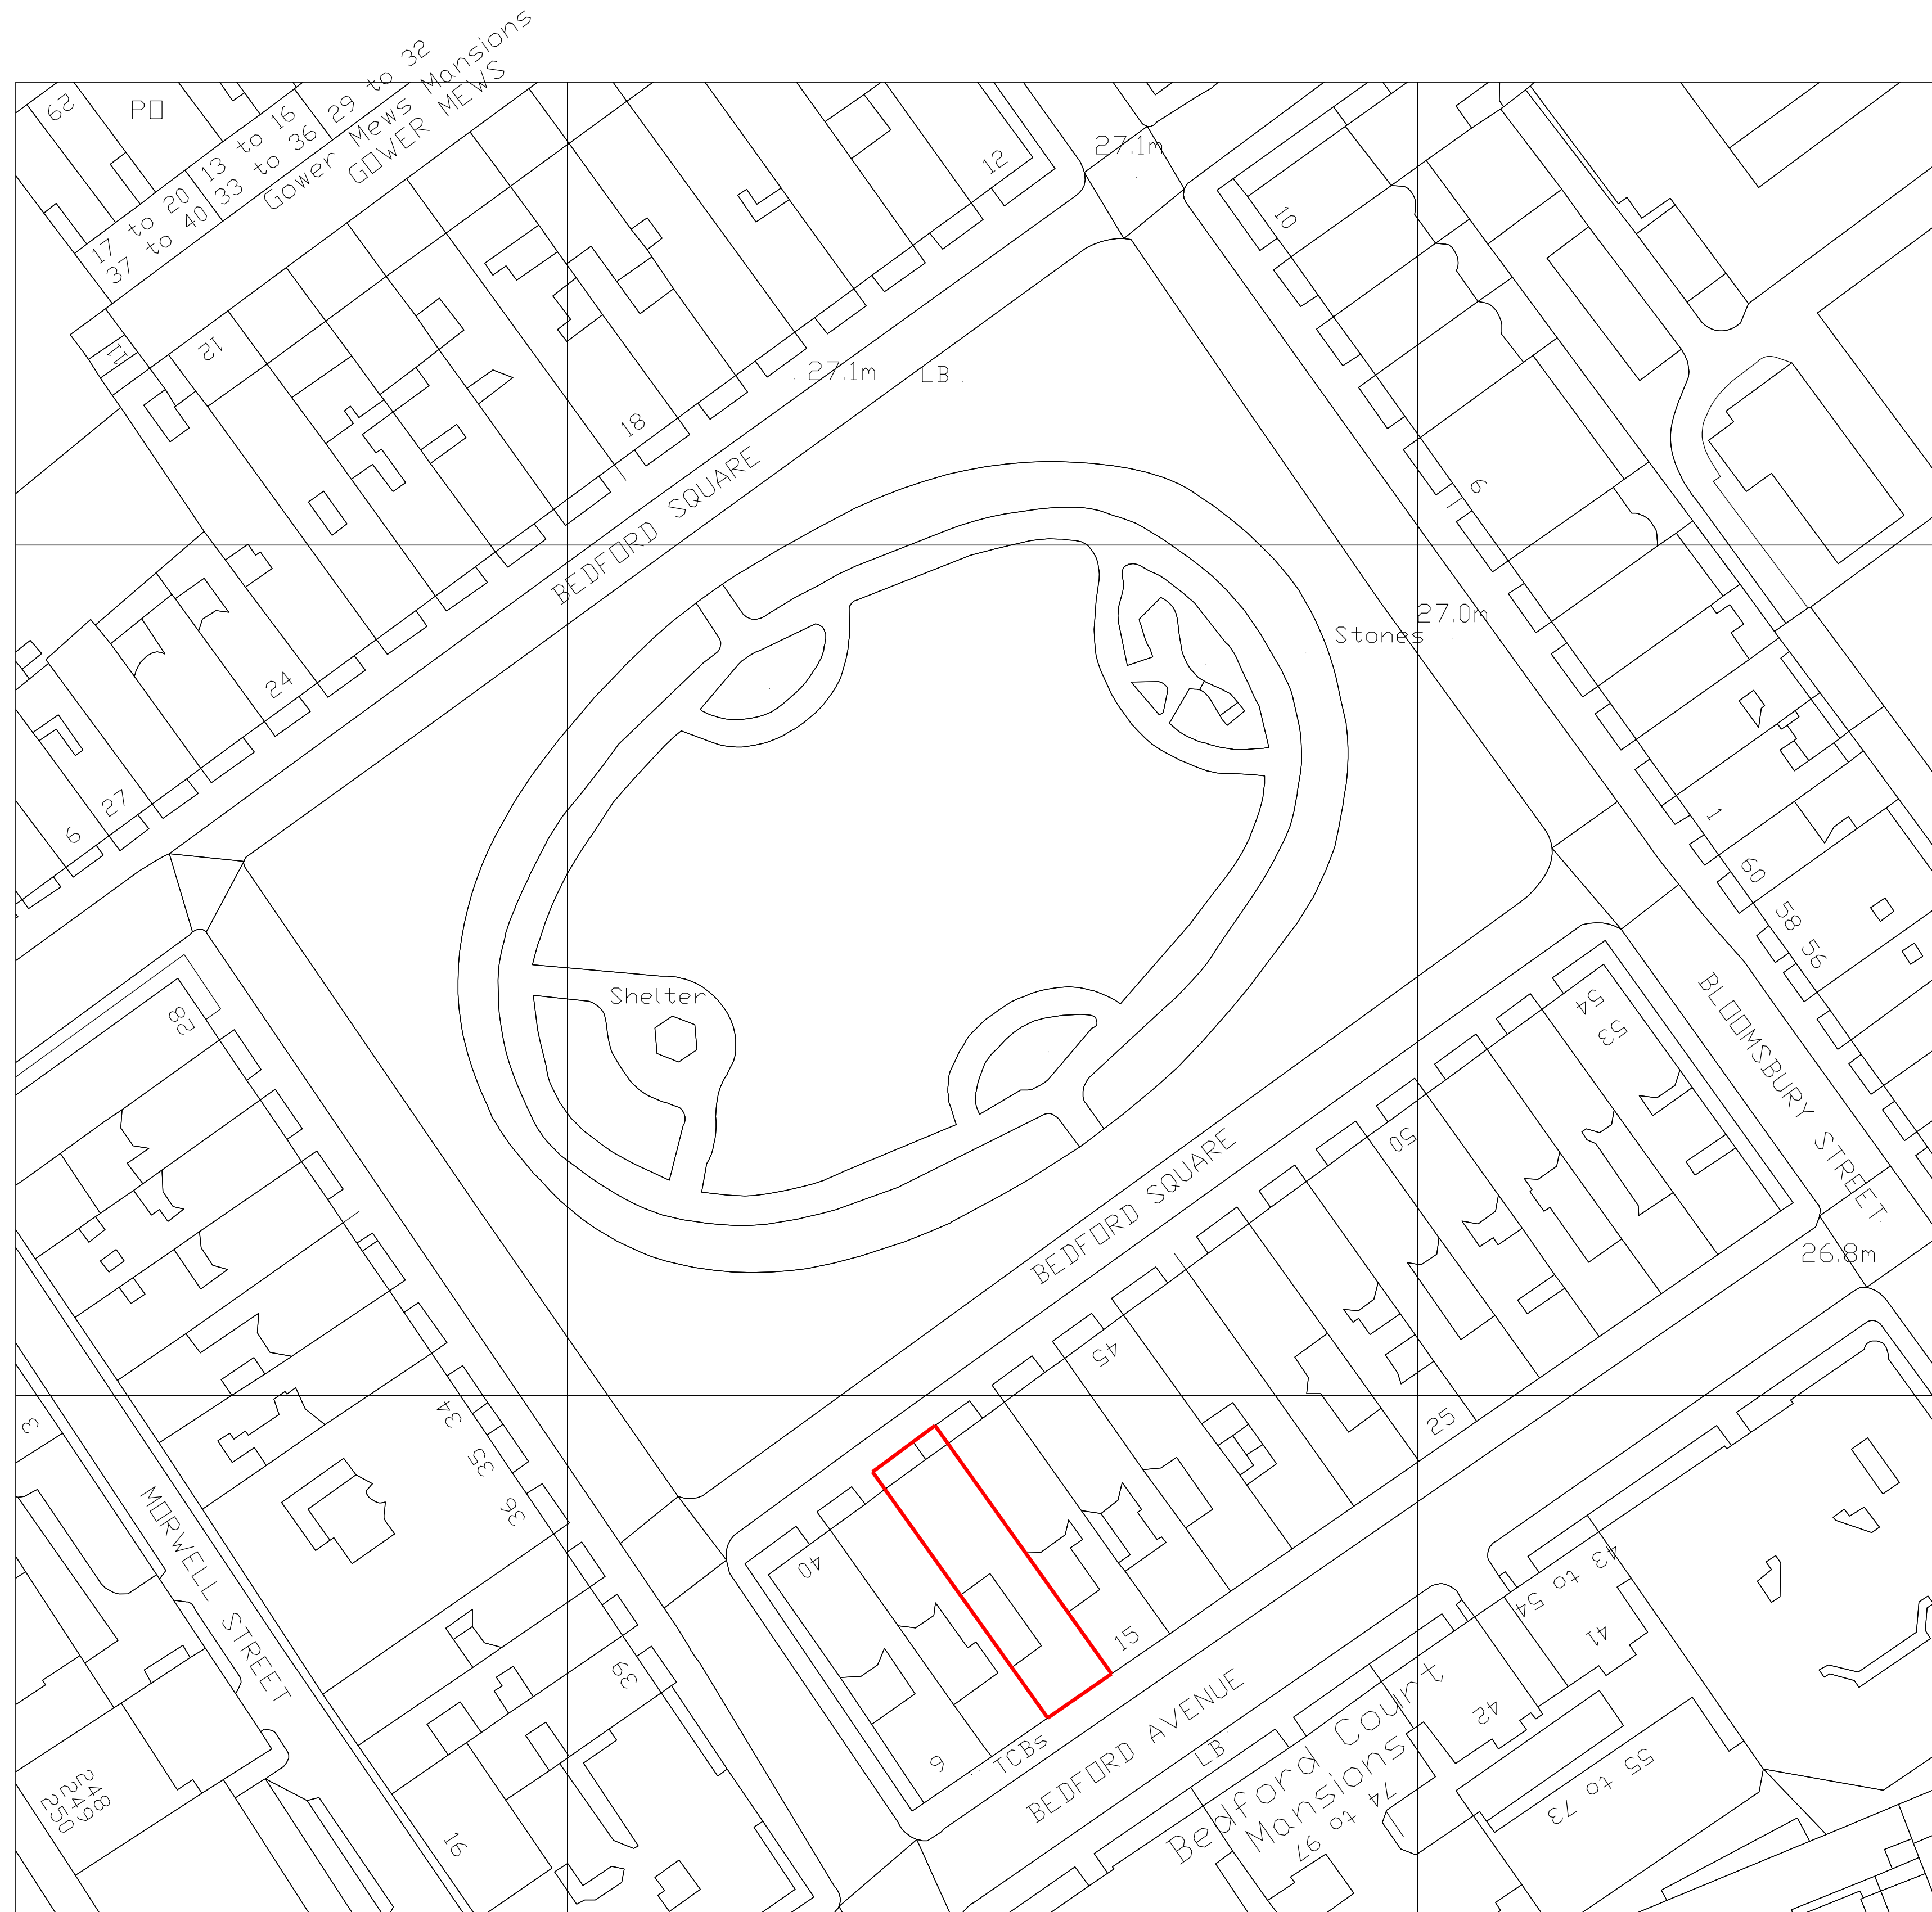 29
PO
17 to 20 13 to 16
37 to 40 33 to 36 29 to 32
Gower Mews Mansions
GOWER MEWS
12
27.1m
10
11
12
27.1m
LB
18
BEDFORD SQUARE
6
27.0m
Stones
24
27
6
1
60
58
56
28
Shelter
54
53
BLOOMSBURY STREET
50
BEDFORD SQUARE
26.8m
45
34
35
36
3
25
MORWELL STREET
40
43 to 54
41
42
15
39
9
TCBs
BEDFORD AVENUE
LB
Bedford Court
Mansions
74 to 97
55 to 73
248
249
250
16